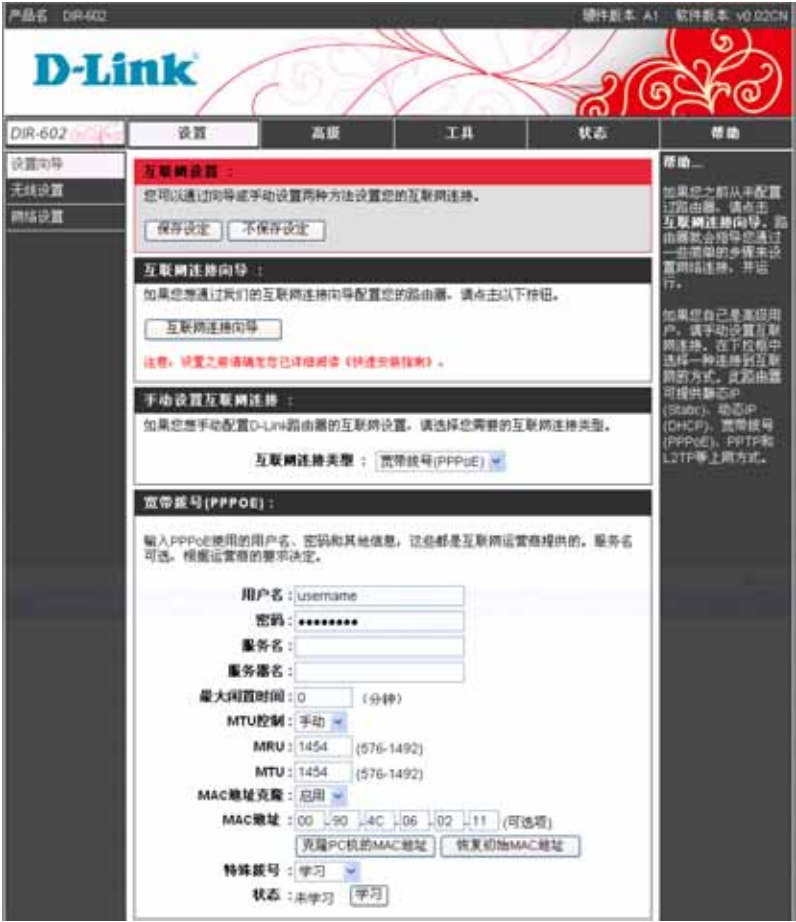 产品名 DIR-602 硬件版本 A1 软件版本 v0.02CN
D-Link
DIR-602 设置 高级 工具 状态 帮助
设置向导
无线设置
网络设置
互联网设置 :
您可以通过向导或手动设置两种方法设置您的互联网连接。
保存设定 不保存设定
互联网连接向导 :
如果您想通过我们的互联网连接向导配置您的路由器, 请点击以下按钮。
互联网连接向导
注意: 设置之前请确定您已详细阅读《快速安装指南》。
手动设置互联网连接 :
如果您想手动配置D-Link路由器的互联网设置, 请选择您需要的互联网连接类型。
互联网连接类型 : 宽带拨号(PPPoE)
宽带拨号(PPPOE) :
输入PPPoE使用的用户名、密码和其他信息, 这些都是互联网运营商提供的。服务名
可选, 根据运营商的要求决定。
用户名 : username
密码 : ●●●●●●●●
服务名 :
服务器名 :
最大闲置时间 : 0 (分钟)
MTU控制 : 手动
MRU : 1454 (576-1492)
MTU : 1454 (576-1492)
MAC地址克隆 : 启用
MAC地址 : 00 - 90 - 4C - 06 - 02 - 11 (可选项)
克隆PC机的MAC地址 恢复初始MAC地址
特殊拨号 : 学习
状态 : 未学习 学习
帮助...
如果您之前从未配置
过路由器, 请点击
互联网连接向导, 路
由器就会指导您通过
一些简单的步骤来设
置网络连接, 并运
行。
如果您自己是高级用
户, 请手动设置互联
网连接。在下拉框中
选择一种连接到互联
网的方式。此路由器
可提供静态IP
(Static)、动态IP
(DHCP)、宽带拨号
(PPPoE)、PPTP和
L2TP等上网方式。